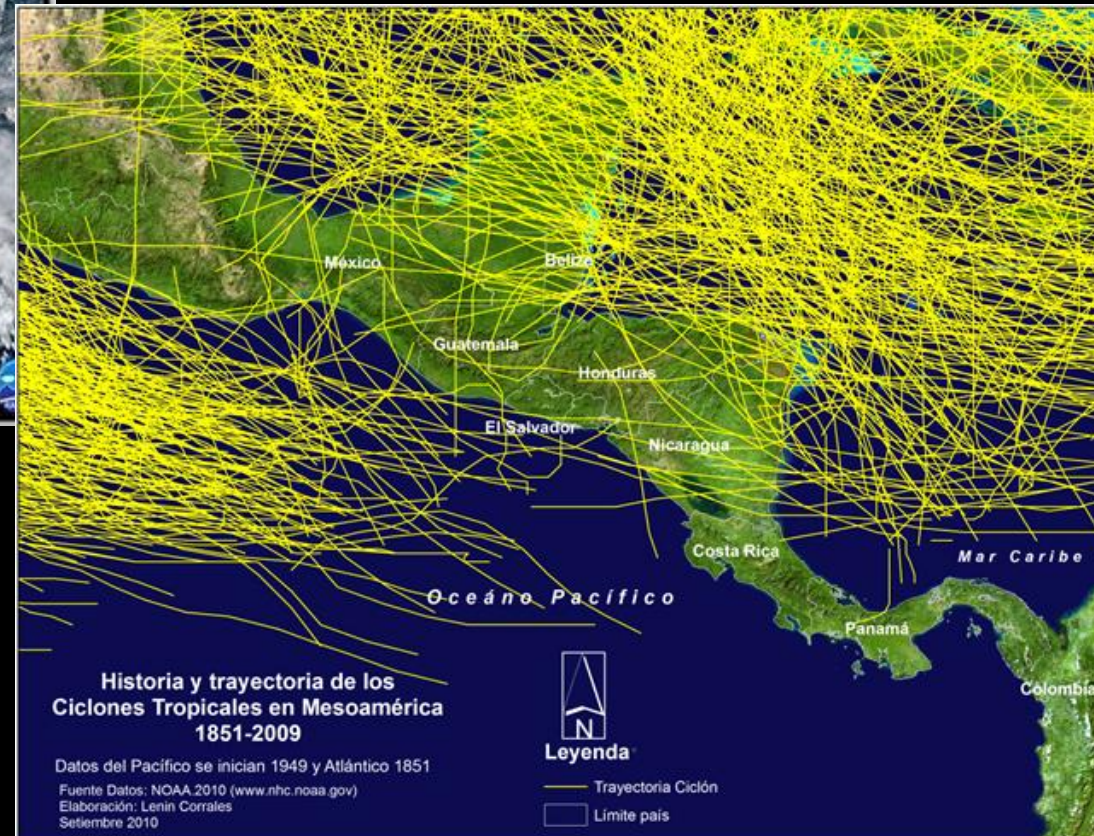 México
Belize
Guatemala
Honduras
El Salvador
Nicaragua
Costa Rica
Mar Caribe
Océano Pacífico
Panamá
Colombia
Historia y trayectoria de los
Ciclones Tropicales en Mesoamérica
1851-2009
Datos del Pacífico se inician 1949 y Atlántico 1851
Fuente Datos: NOAA.2010 (www.nhc.noaa.gov)
Elaboración: Lenin Corrales
Setiembre 2010
N
Leyenda
Trayectoria Ciclón
Límite país